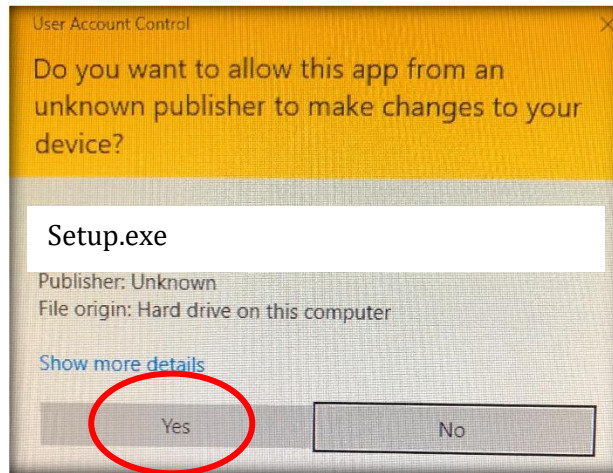 User Account Control
Do you want to allow this app from an
unknown publisher to make changes to your
device?
Setup.exe
Publisher: Unknown
File origin: Hard drive on this computer
Show more details
Yes
No